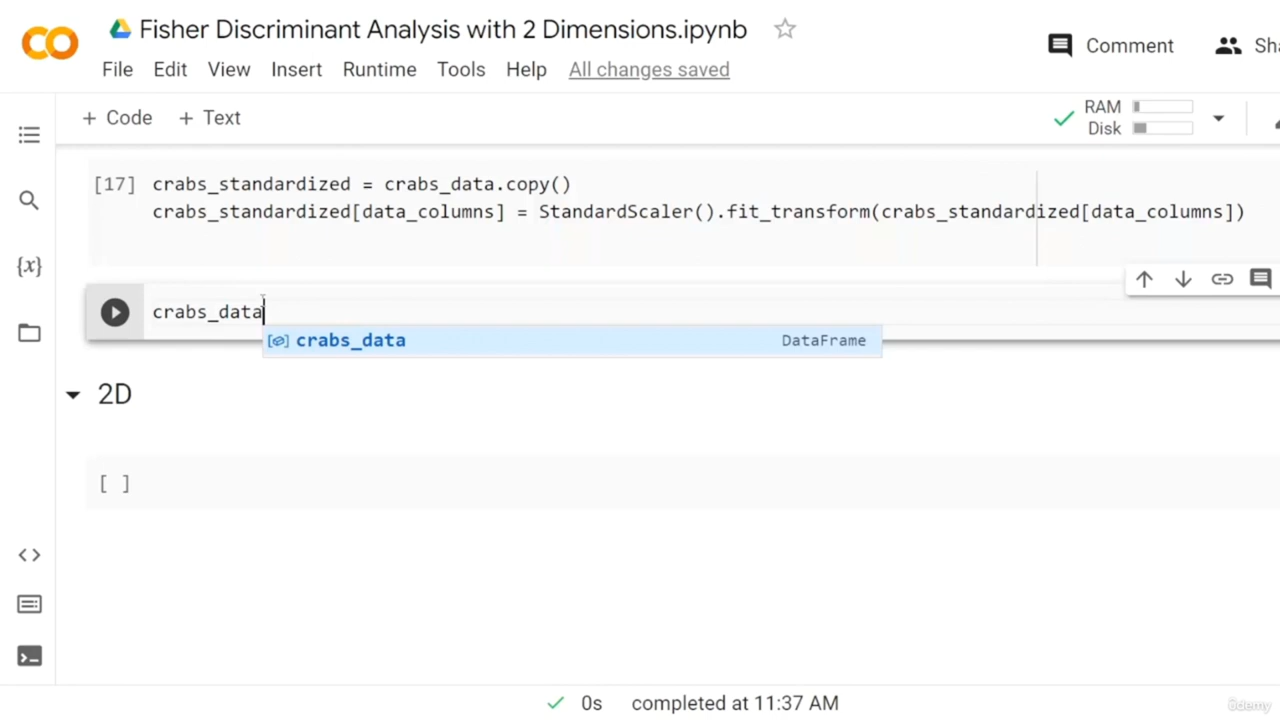 Fisher Discriminant Analysis with 2 Dimensions.ipynb
Comment
Sha
File Edit View Insert Runtime Tools Help All changes saved
+ Code + Text
RAM
Disk
[17] crabs_standardized = crabs_data.copy()
crabs_standardized[data_columns] = StandardScaler().fit_transform(crabs_standardized[data_columns])
{x}
crabs_data
crabs_data DataFrame
2D
[ ]
0s completed at 11:37 AM
ûdemy